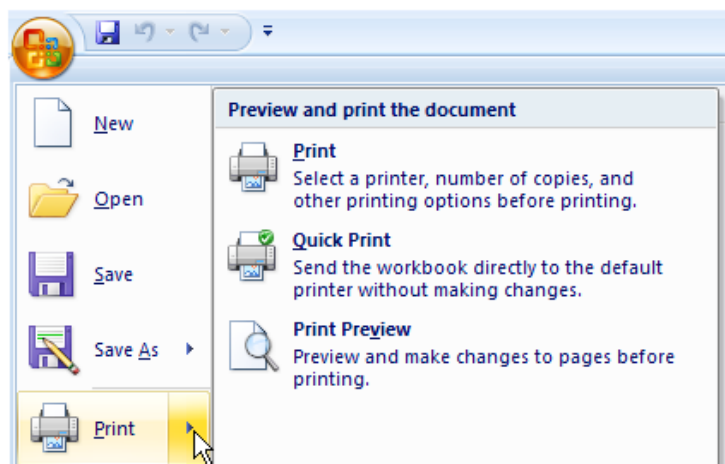 New
Open
Save
Save As
Print
Preview and print the document
Print
Select a printer, number of copies, and
other printing options before printing.
Quick Print
Send the workbook directly to the default
printer without making changes.
Print Preview
Preview and make changes to pages before
printing.